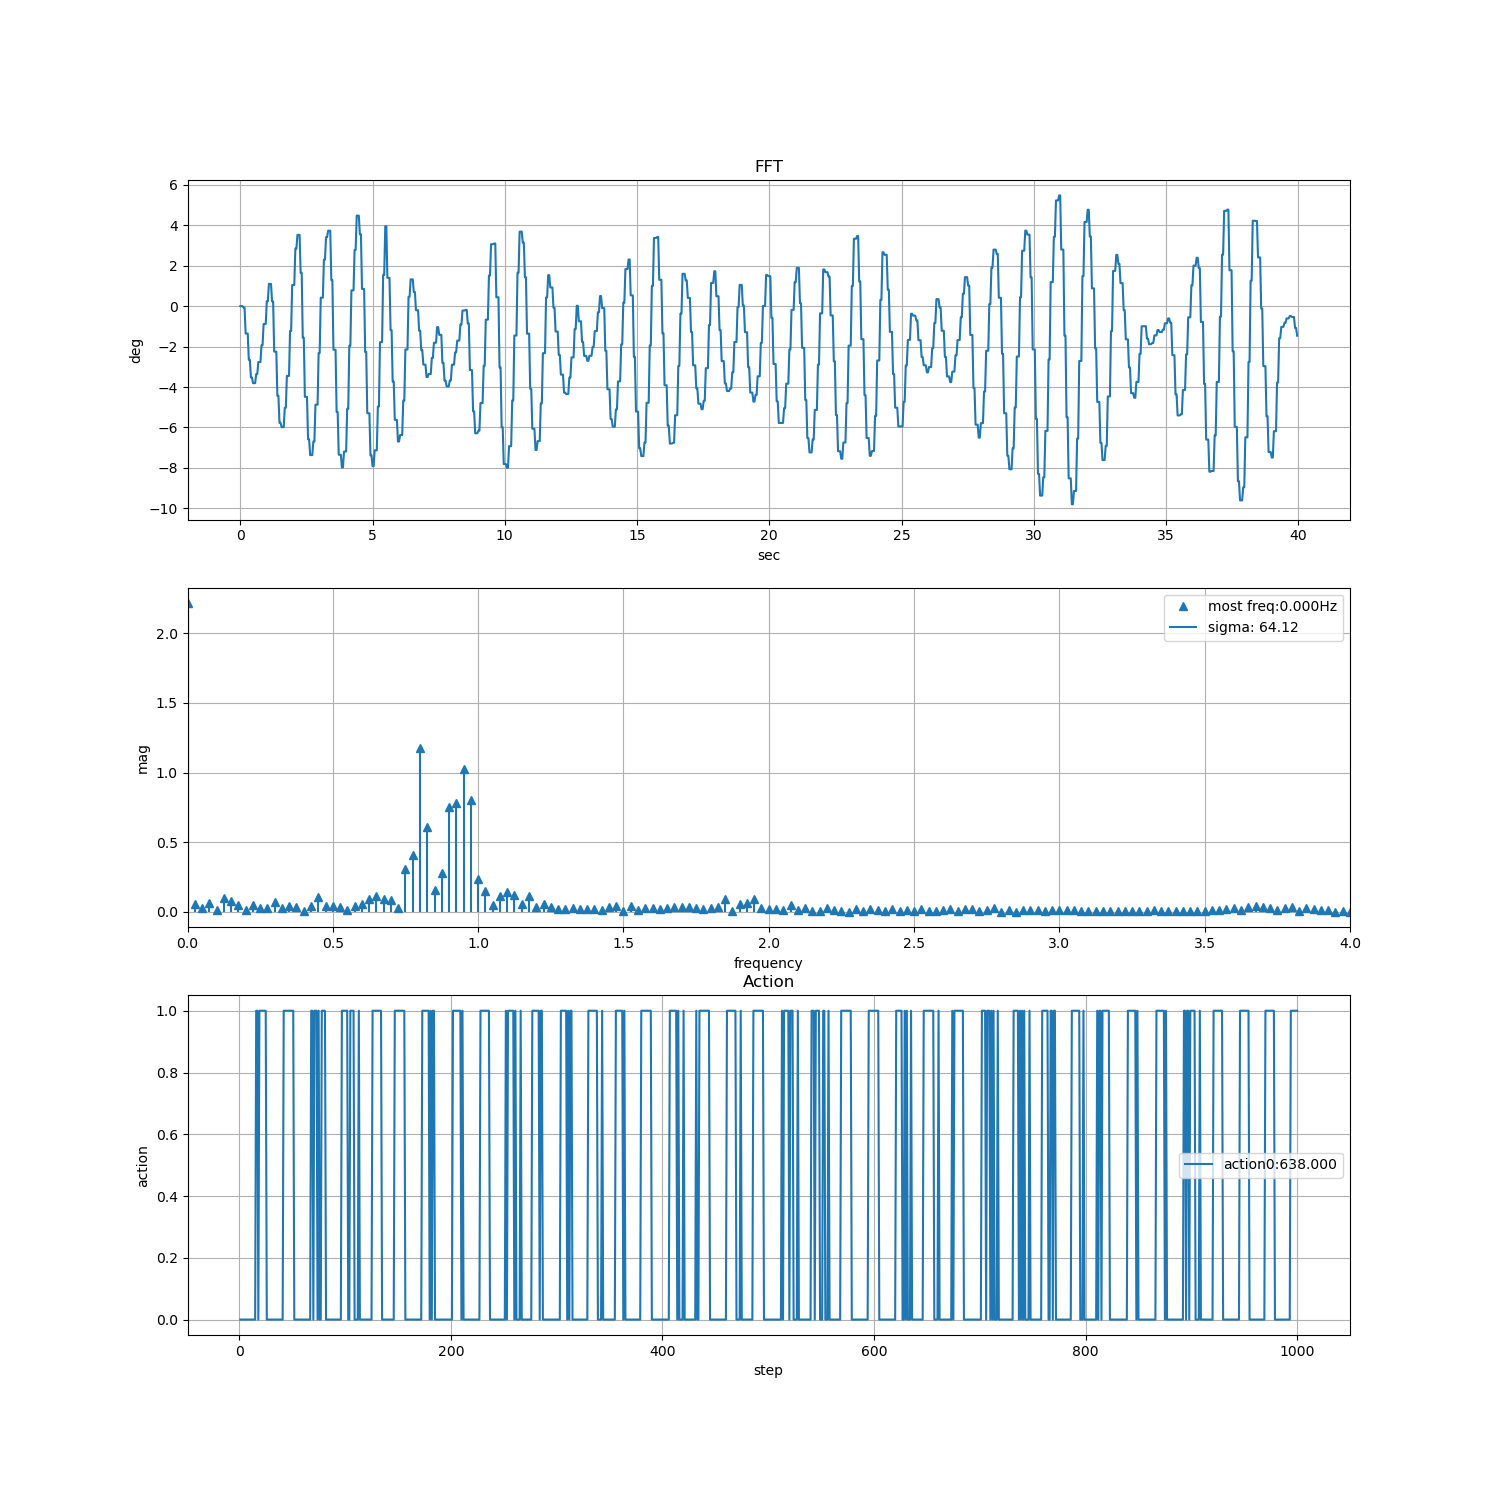 FFT
6
4
2
0
−2
−4
−6
−8
−10
deg
0 5 10 15 20 25 30 35 40
sec
2.0
1.5
1.0
0.5
0.0
mag
most freq:0.000Hz
sigma: 64.12
0.0 0.5 1.0 1.5 2.0 2.5 3.0 3.5 4.0
frequency
Action
1.0
0.8
0.6
0.4
0.2
0.0
action
action0:638.000
0 200 400 600 800 1000
step